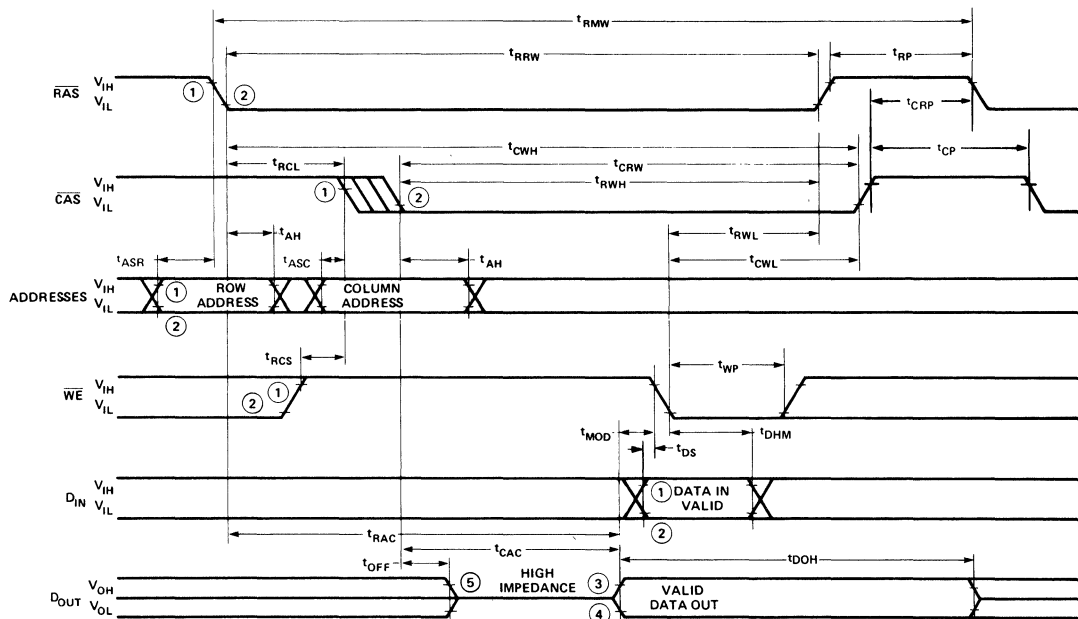 tRMW
tRRW
tRP
RAS VIH
VIL
1
2
tCRP
tCWH
tCP
tRCL
tCRW
tRWH
CAS VIH
VIL
1
2
tAH
tRWL
tASR
tASC
tAH
tCWL
ADDRESSES VIH
VIL
1
ROW
ADDRESS
COLUMN
ADDRESS
2
tRCS
tWP
WE VIH
VIL
1
2
tMOD
tDHM
tDS
DIN VIH
VIL
1
DATA IN
VALID
2
tRAC
tCAC
tOFF
tDOH
DOUT VOH
VOL
5
HIGH
IMPEDANCE
3
VALID
DATA OUT
4